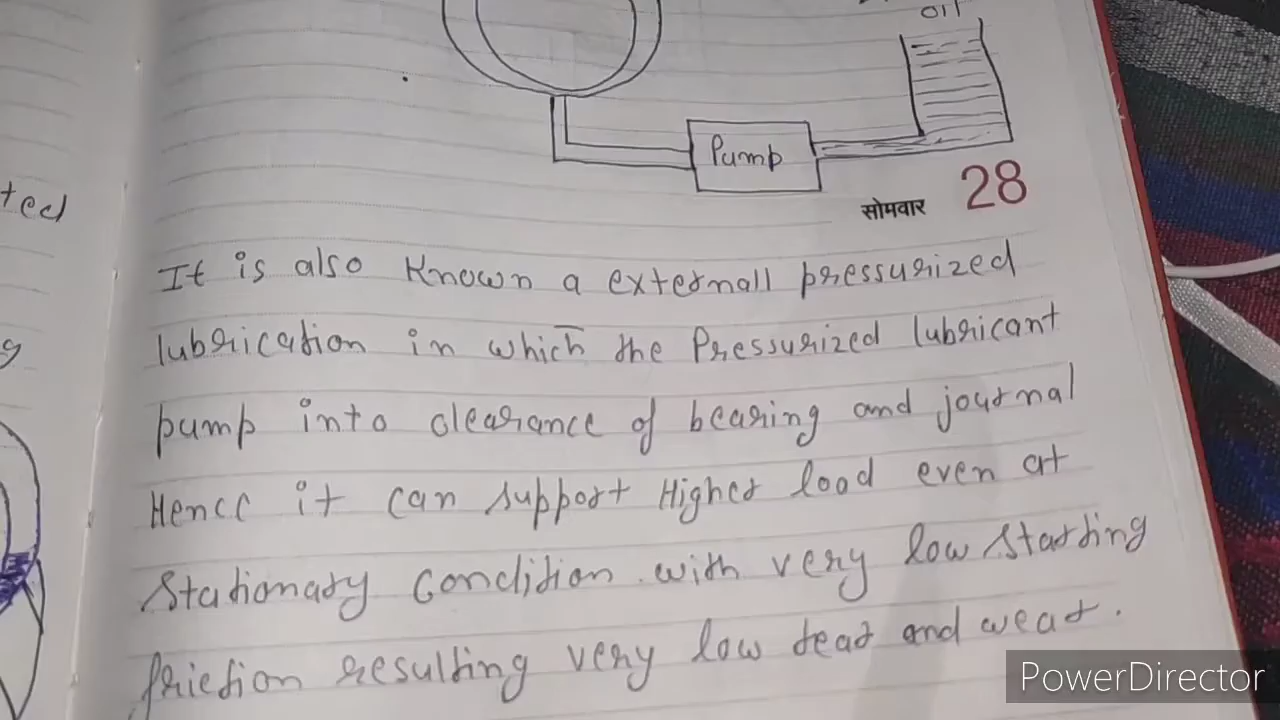 oil
Pump
सोमवार 28
ted
It is also Known a externall pressurized
g
lubrication in which the Pressurized lubricant
pump into clearance of bearing and journal
Hence it can support Higher load even at
Stationary Condition with very low starting
friction resulting very low tear and wear.
PowerDirector